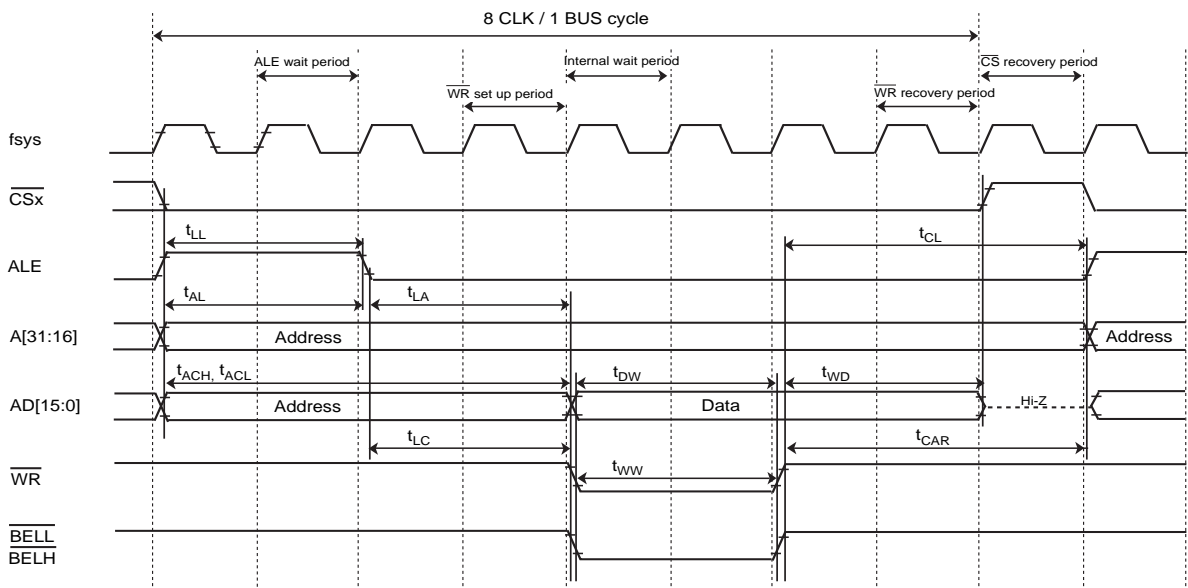 8 CLK / 1 BUS cycle
ALE wait period
Internal wait period
CS recovery period
WR set up period
WR recovery period
fsys
CSx
tLL
tCL
ALE
tAL
tLA
A[31:16]
Address
Address
tACH, tACL
tDW
tWD
AD[15:0]
Address
Data
Hi-Z
tLC
tCAR
WR
tWW
BELL
BELH